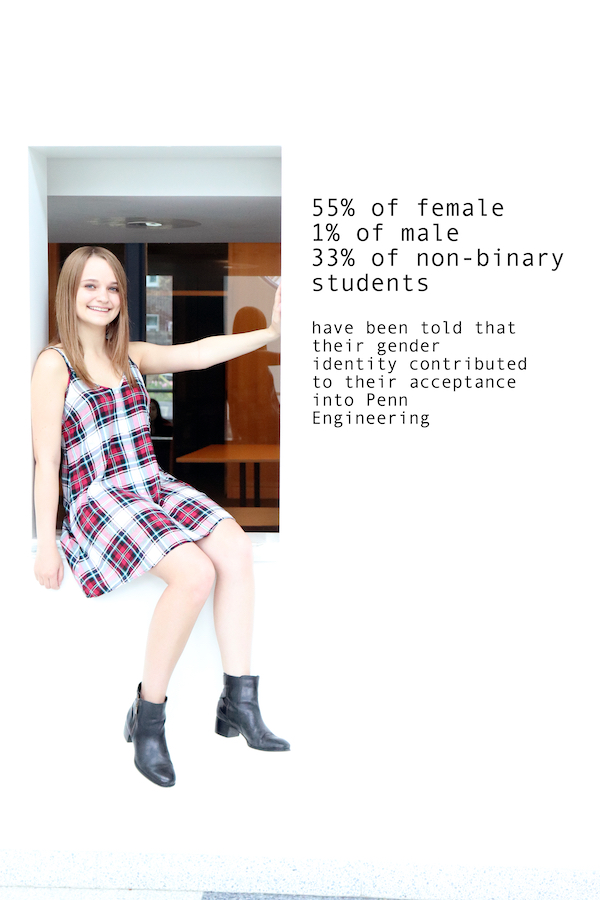 55% of female
1% of male
33% of non-binary
students
have been told that
their gender
identity contributed
to their acceptance
into Penn
Engineering